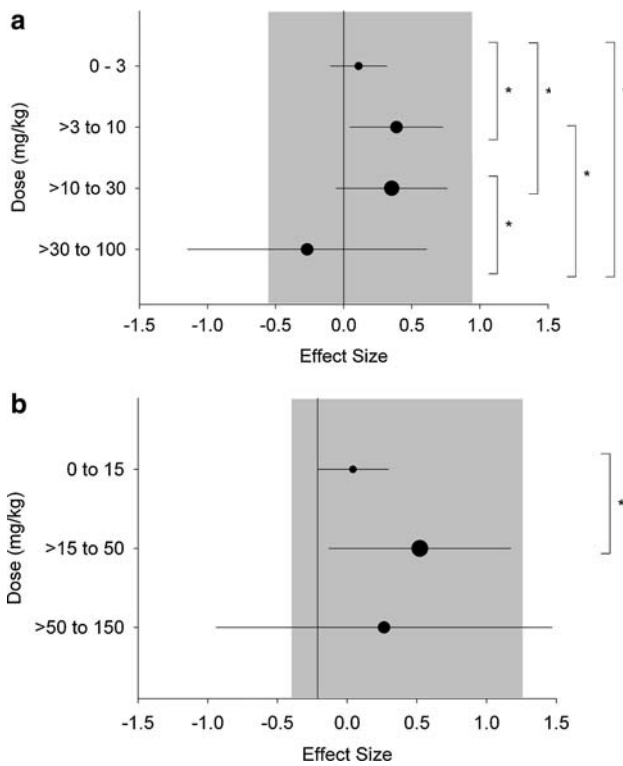 a
0 - 3
>3 to 10
>10 to 30
>30 to 100
Dose (mg/kg)
* * * * *
-1.5 -1.0 -0.5 0.0 0.4 1.0 1.5
Effect Size
b
0 to 15
>15 to 50
>50 to 150
Dose (mg/kg)
*
-1.5 -1.0 -0.5 0.0 0.5 1.0 1.5
Effect Size